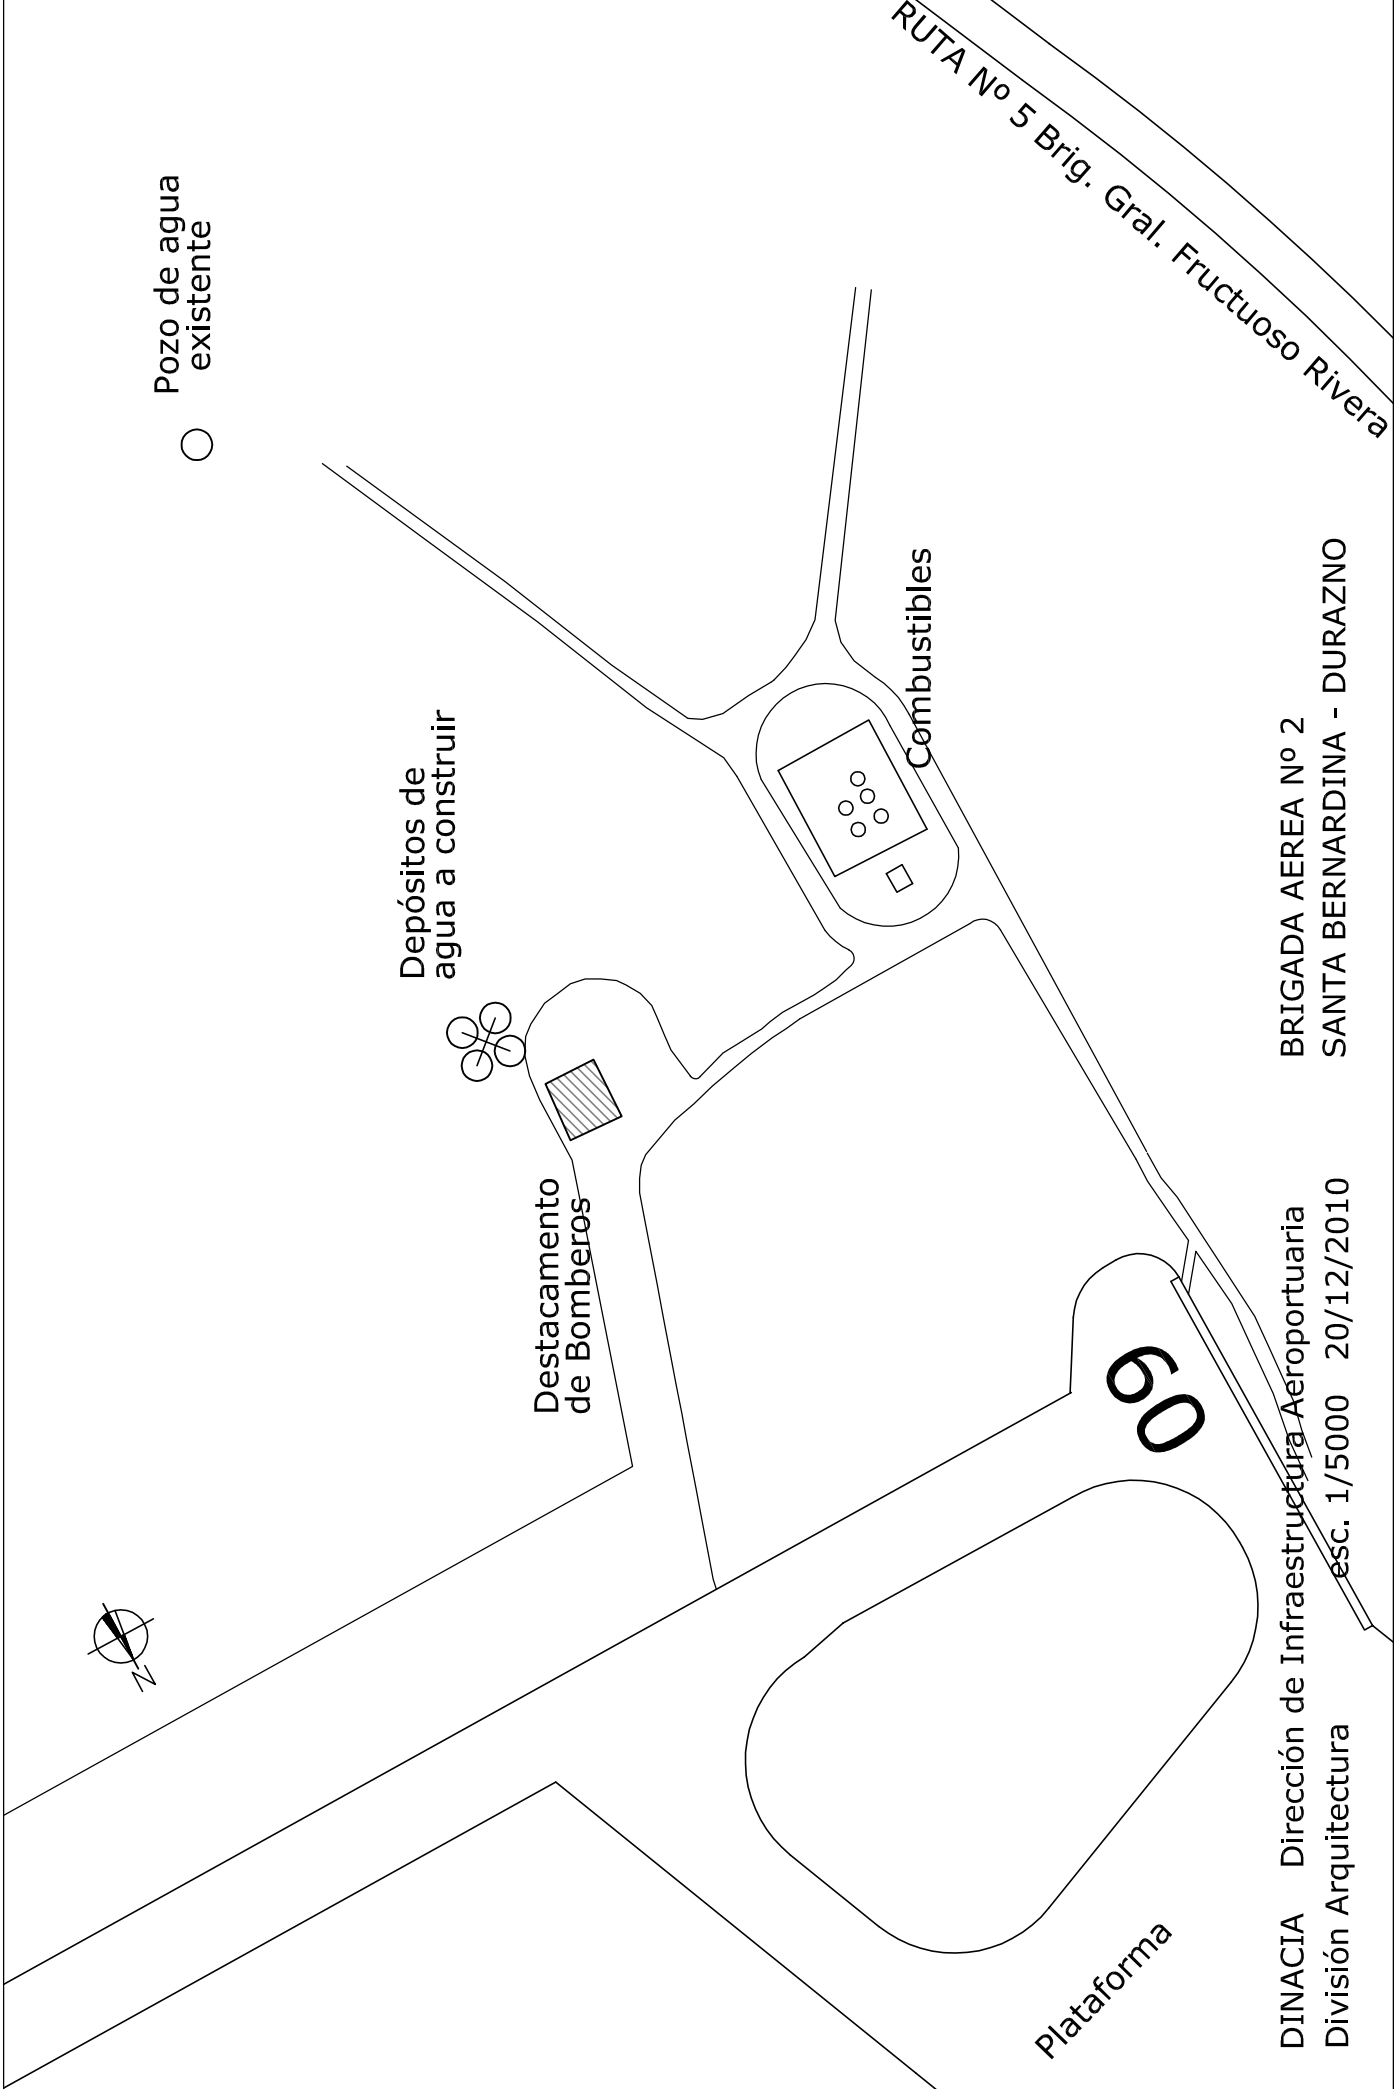 Pozo de agua
existente
Depósitos de
agua a construir
Destacamento
de Bomberos
N
Combustibles
RUTA Nº 5 Brig. Gral. Fructuoso Rivera
09
Plataforma
DINACIA Dirección de Infraestructura Aeroportuaria
División Arquitectura esc. 1/5000 20/12/2010
BRIGADA AEREA Nº 2
SANTA BERNARDINA - DURAZNO